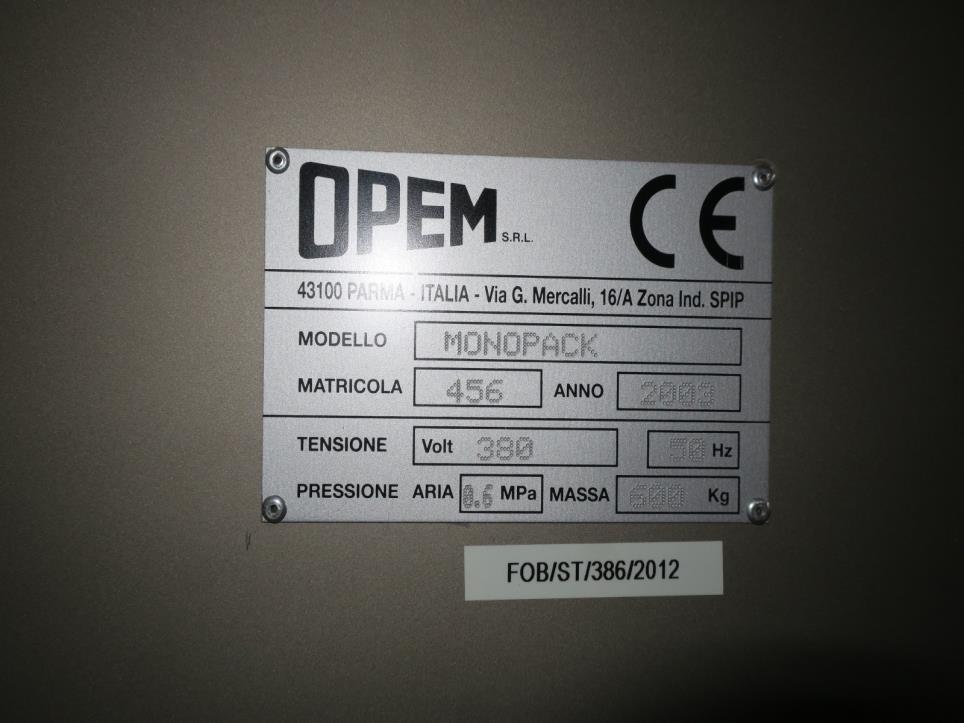 OPEM S.R.L. CE
43100 PARMA - ITALIA - Via G. Mercalli, 16/A Zona Ind. SPIP
MODELLO MONOPACK
MATRICOLA 456 ANNO 2003
TENSIONE Volt 380 50 Hz
PRESSIONE ARIA 0.6 MPa MASSA 600 Kg
FOB/ST/386/2012